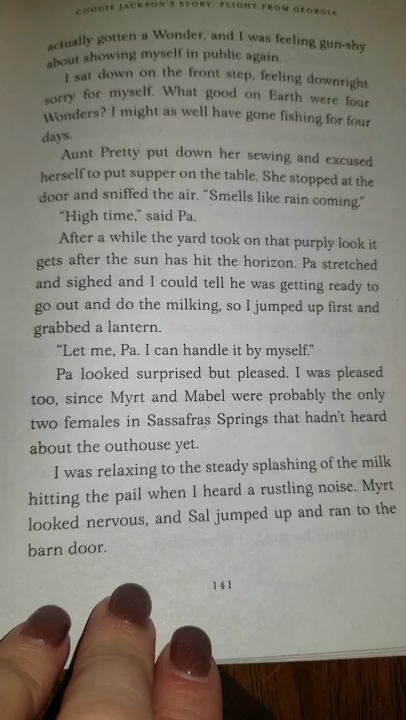 COOGIE JACKSON'S STORY: FLIGHT FROM GEORGIA
actually gotten a Wonder, and I was feeling gun-shy
about showing myself in public again.
I sat down on the front step, feeling downright
sorry for myself. What good on Earth were four
Wonders? I might as well have gone fishing for four
days.
Aunt Pretty put down her sewing and excused
herself to put supper on the table. She stopped at the
door and sniffed the air. “Smells like rain coming.”
“High time,” said Pa.
After a while the yard took on that purply look it
gets after the sun has hit the horizon. Pa stretched
and sighed and I could tell he was getting ready to
go out and do the milking, so I jumped up first and
grabbed a lantern.
“Let me, Pa. I can handle it by myself.”
Pa looked surprised but pleased. I was pleased
too, since Myrt and Mabel were probably the only
two females in Sassafras Springs that hadn't heard
about the outhouse yet.
I was relaxing to the steady splashing of the milk
hitting the pail when I heard a rustling noise. Myrt
looked nervous, and Sal jumped up and ran to the
barn door.
141